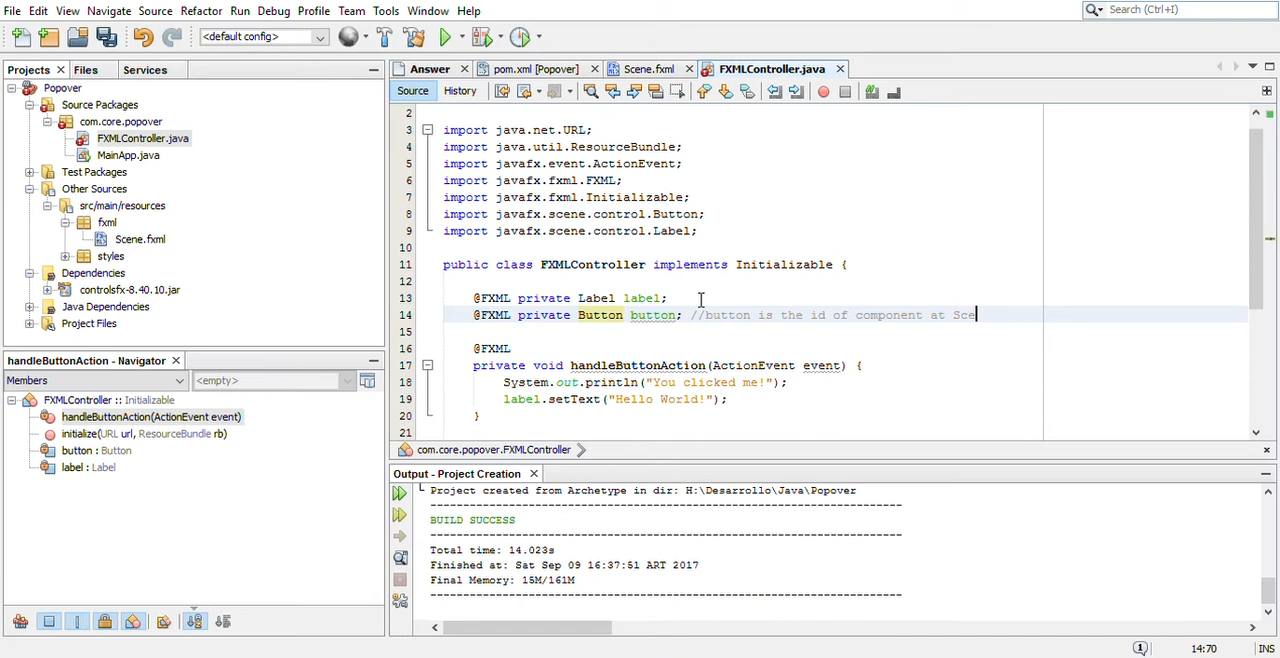 File Edit View Navigate Source Refactor Run Debug Profile Team Tools Window Help
Search (Ctrl+I)
<default config>
Projects Files Services
Popover
Source Packages
com.core.popover
FXMLController.java
MainApp.java
Test Packages
Other Sources
src/main/resources
fxml
Scene.fxml
styles
Dependencies
controlsfx-8.40.10.jar
Java Dependencies
Project Files
handleButtonAction - Navigator
Members <empty>
FXMLController :: Initializable
handleButtonAction(ActionEvent event)
initialize(URL url, ResourceBundle rb)
button : Button
label : Label
Answer pom.xml [Popover] Scene.fxml FXMLController.java
Source History
2
3 import java.net.URL;
4 import java.util.ResourceBundle;
5 import javafx.event.ActionEvent;
6 import javafx.fxml.FXML;
7 import javafx.fxml.Initializable;
8 import javafx.scene.control.Button;
9 import javafx.scene.control.Label;
10
11 public class FXMLController implements Initializable {
12
13 @FXML private Label label;
14 @FXML private Button button; //button is the id of component at Sce
15
16 @FXML
17 private void handleButtonAction(ActionEvent event) {
18 System.out.println("You clicked me!");
19 label.setText("Hello World!");
20 }
21
com.core.popover.FXMLController
Output - Project Creation
Project created from Archetype in dir: H:\Desarrollo\Java\Popover
------------------------------------------------------------------------
BUILD SUCCESS
------------------------------------------------------------------------
Total time: 14.023s
Finished at: Sat Sep 09 16:37:51 ART 2017
Final Memory: 15M/161M
------------------------------------------------------------------------
1 14:70 INS